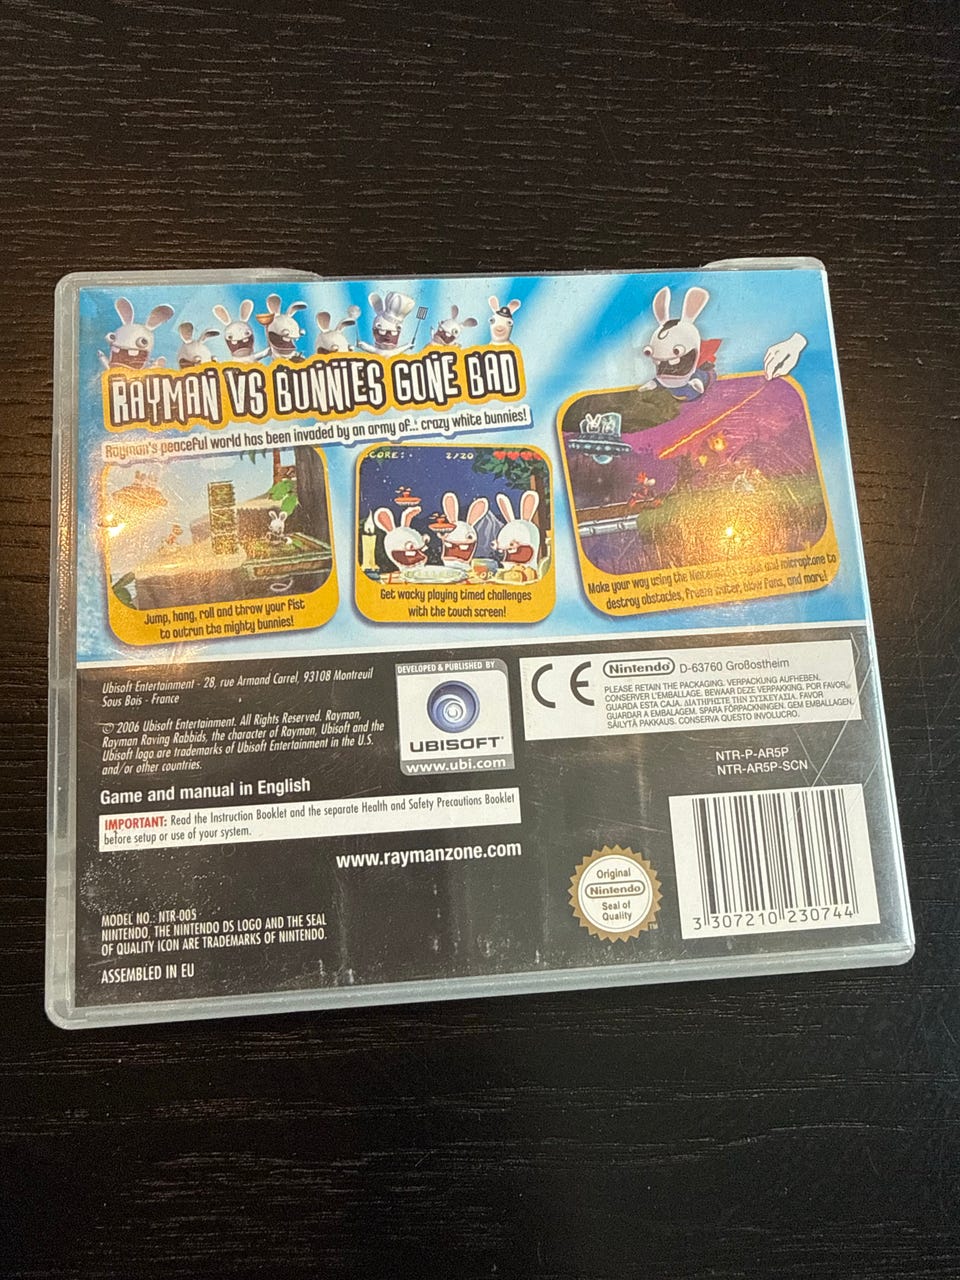 RAYMAN VS BUNNIES GONE BAD
Rayman's peaceful world has been invaded by an army of... crazy white bunnies!
SCORE: 2/20
Jump, hang, roll and throw your fist
to outrun the mighty bunnies!
Get wacky playing timed challenges
with the touch screen!
Make your way using the Nintendo and microphone to
destroy obstacles, freeze water, blow fans, and more!
Ubisoft Entertainment - 28, rue Armand Carrel, 93108 Montreuil
Sous Bois - France
© 2006 Ubisoft Entertainment. All Rights Reserved. Rayman,
Rayman Raving Rabbids, the character of Rayman, Ubisoft and the
Ubisoft logo are trademarks of Ubisoft Entertainment in the U.S.
and/or other countries.
Game and manual in English
IMPORTANT: Read the Instruction Booklet and the separate Health and Safety Precautions Booklet
before setup or use of your system.
www.raymanzone.com
MODEL NO.: NTR-005
NINTENDO, THE NINTENDO DS LOGO AND THE SEAL
OF QUALITY ICON ARE TRADEMARKS OF NINTENDO.
ASSEMBLED IN EU
DEVELOPED & PUBLISHED BY
UBISOFT
www.ubi.com
CE
Nintendo D-63760 Großostheim
PLEASE RETAIN THE PACKAGING. VERPACKUNG AUFHEBEN.
CONSERVER L'EMBALLAGE. BEWAAR DEZE VERPAKKING. POR FAVOR,
GUARDA ESTA CAJA. ΔΙΑΤΗΡΗΣΤΕ ΤΗΝ ΣΥΣΚΕΥΑΣΙΑ. FAVOR
GUARDAR A EMBALAGEM. SPARA FÖRPACKNINGEN. GEM EMBALLAGEN.
SÄILYTÄ PAKKAUS. CONSERVA QUESTO INVOLUCRO.
NTR-P-AR5P
NTR-AR5P-SCN
Original
Nintendo
Seal of
Quality
TM
3 307210 230744